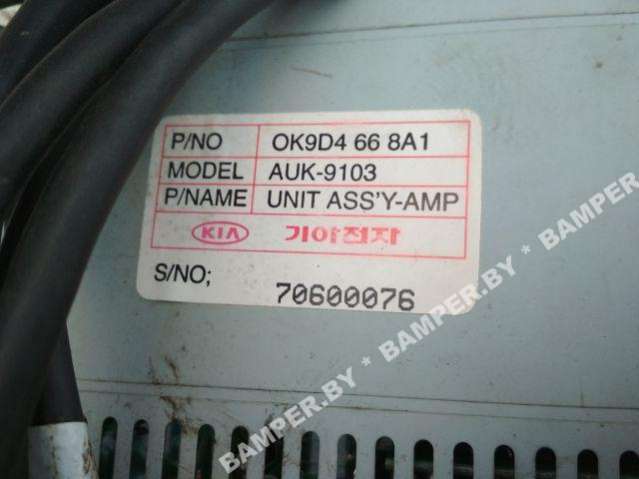 P/NO OK9D4 66 8A1
MODEL AUK-9103
P/NAME UNIT ASS'Y-AMP
KIA 기아전자
S/NO; 70600076
BAMPER.BY * BAMPER.BY * BAMPER.BY